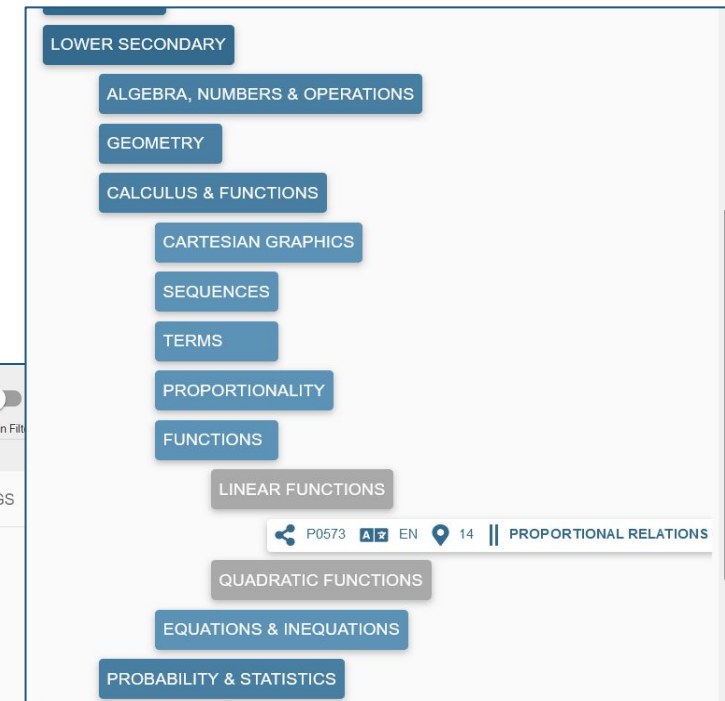 LOWER SECONDARY
ALGEBRA, NUMBERS & OPERATIONS
GEOMETRY
CALCULUS & FUNCTIONS
CARTESIAN GRAPHICS
SEQUENCES
TERMS
PROPORTIONALITY
FUNCTIONS
LINEAR FUNCTIONS
P0573 EN 14 PROPORTIONAL RELATIONS
QUADRATIC FUNCTIONS
EQUATIONS & INEQUATIONS
PROBABILITY & STATISTICS